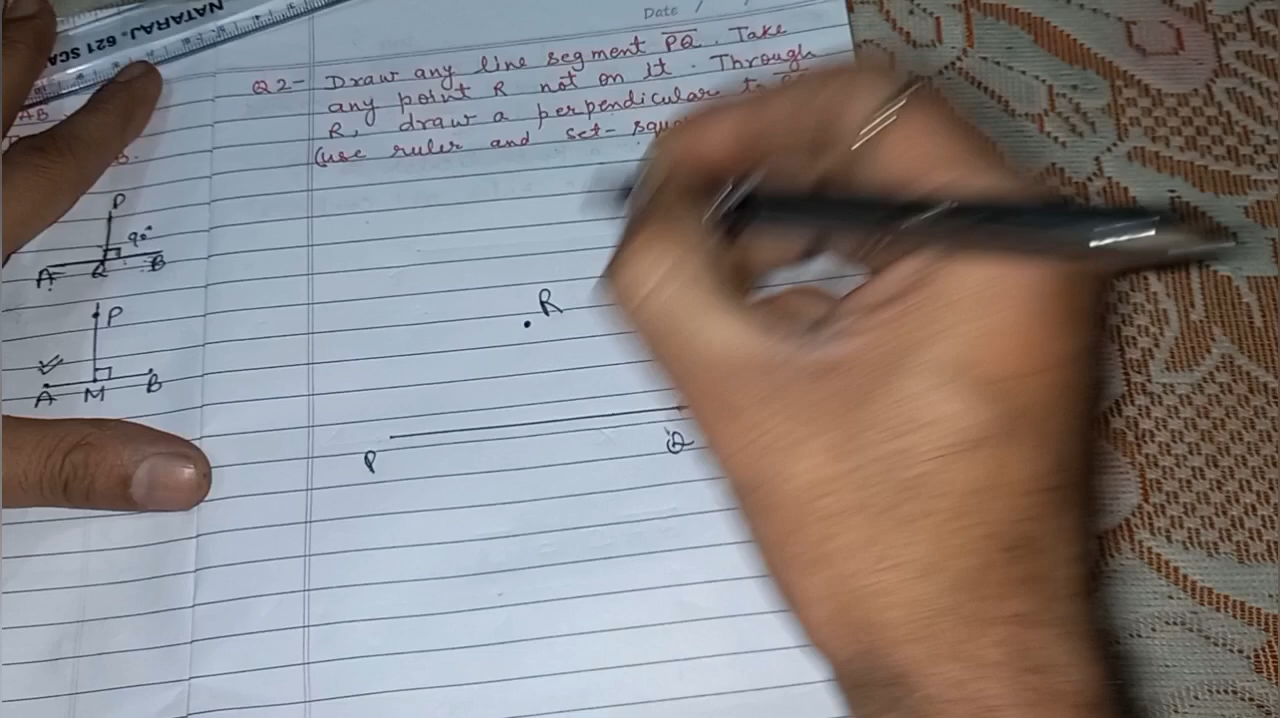 NATARAJ. 621 SCA
Date / /
Q2- Draw any line segment PQ. Take
any point R not on it. Through
R, draw a perpendicular to
(use ruler and set-
AB
B.
P
90°
A Q B
P
A M B
. R
P Q